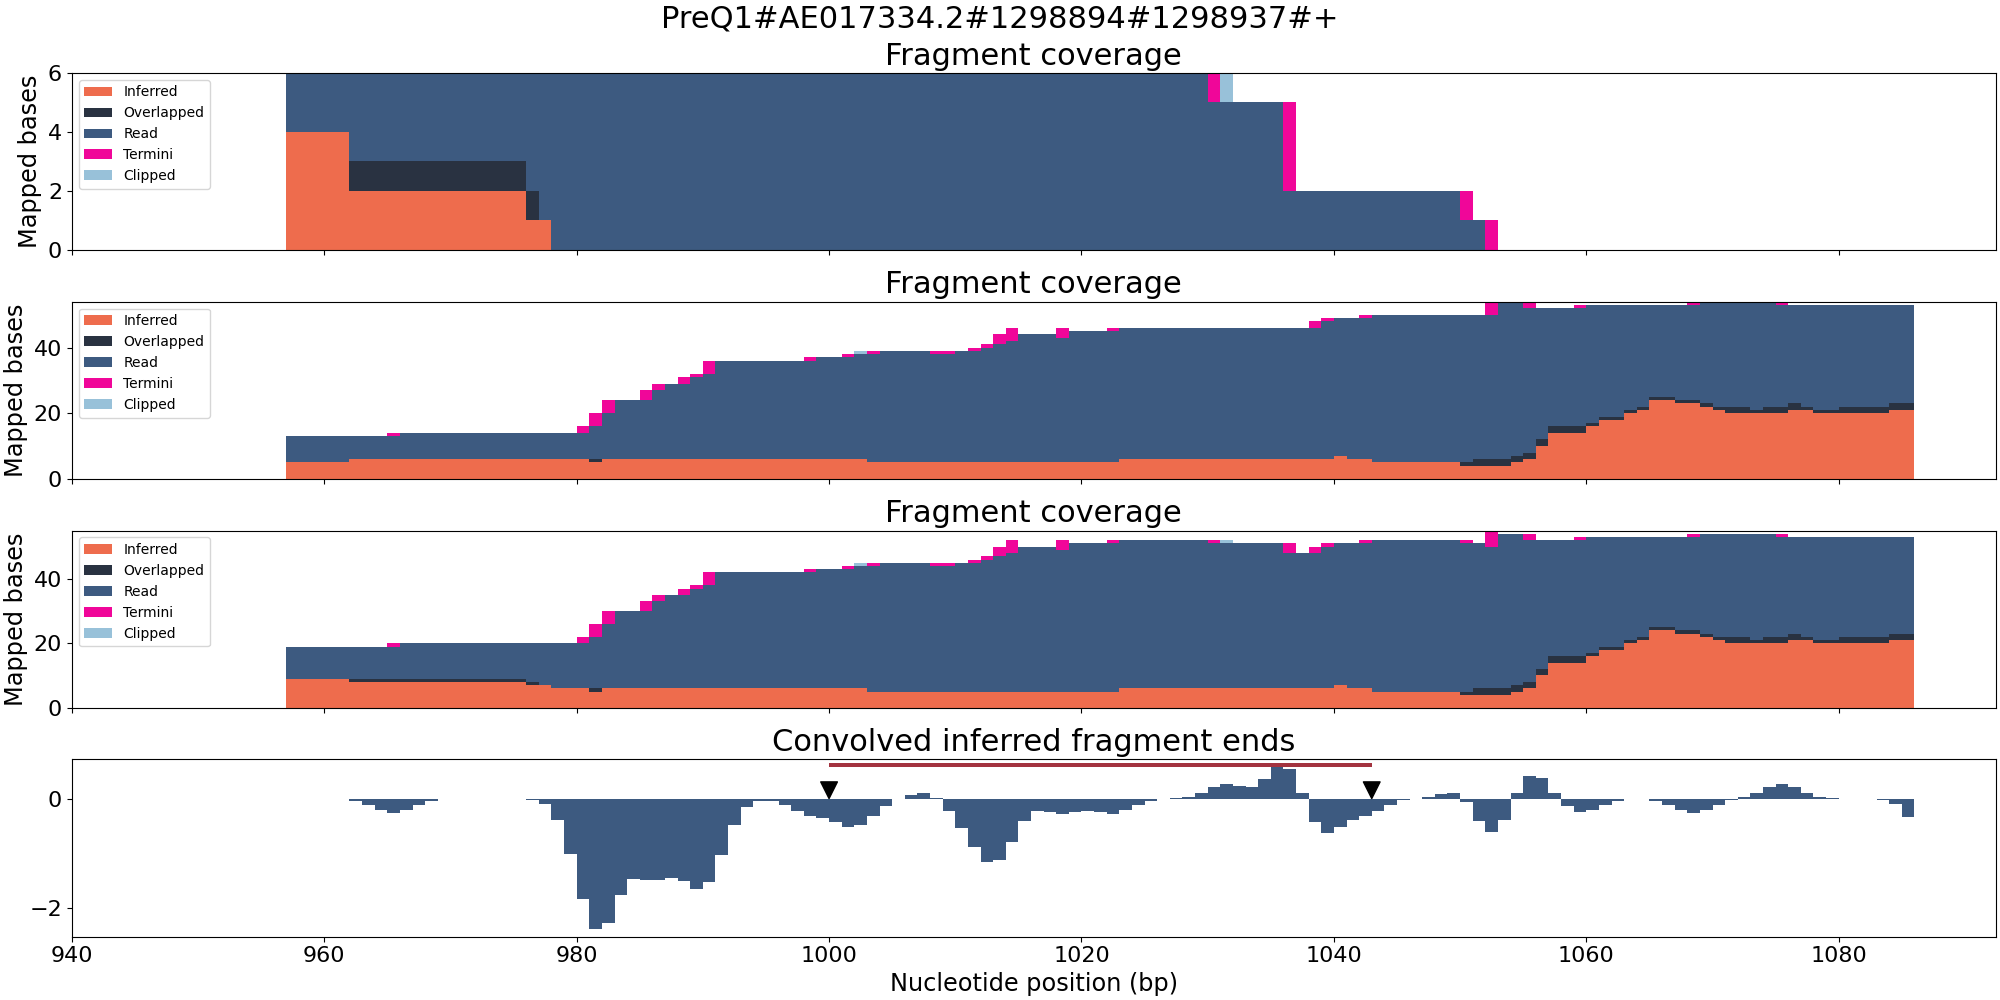 PreQ1#AE017334.2#1298894#1298937#+
Fragment coverage
Mapped bases
6
4
2
0
Inferred
Overlapped
Read
Termini
Clipped
Fragment coverage
Mapped bases
40
20
0
Inferred
Overlapped
Read
Termini
Clipped
Fragment coverage
Mapped bases
40
20
0
Inferred
Overlapped
Read
Termini
Clipped
Convolved inferred fragment ends
0
−2
940 960 980 1000 1020 1040 1060 1080
Nucleotide position (bp)